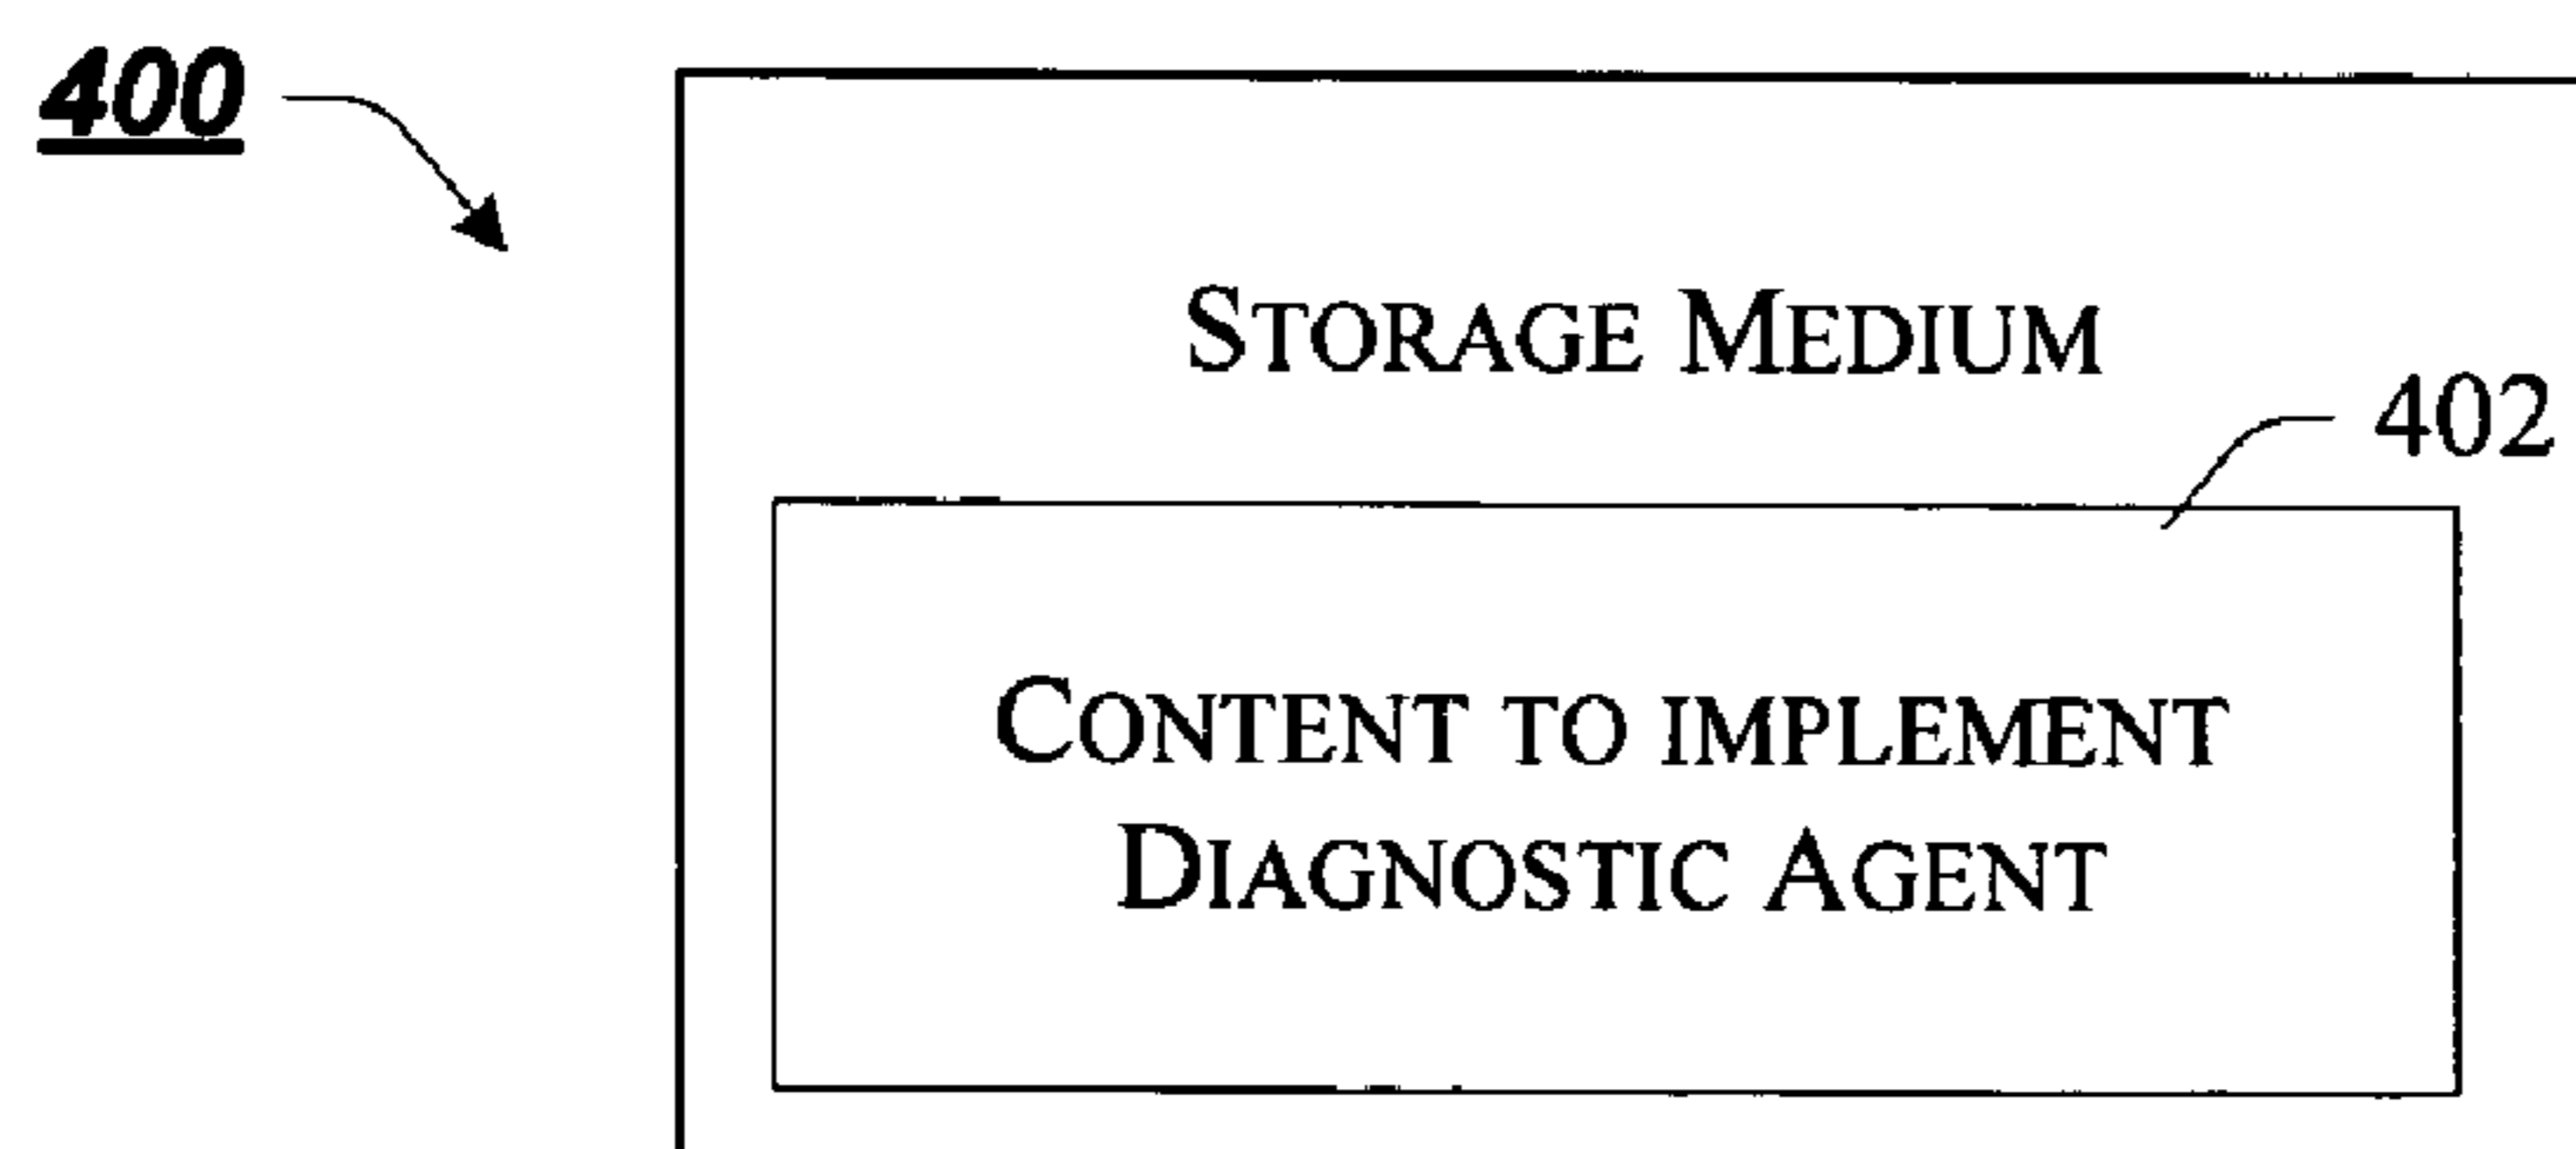 400
STORAGE MEDIUM
402
CONTENT TO IMPLEMENT
DIAGNOSTIC AGENT